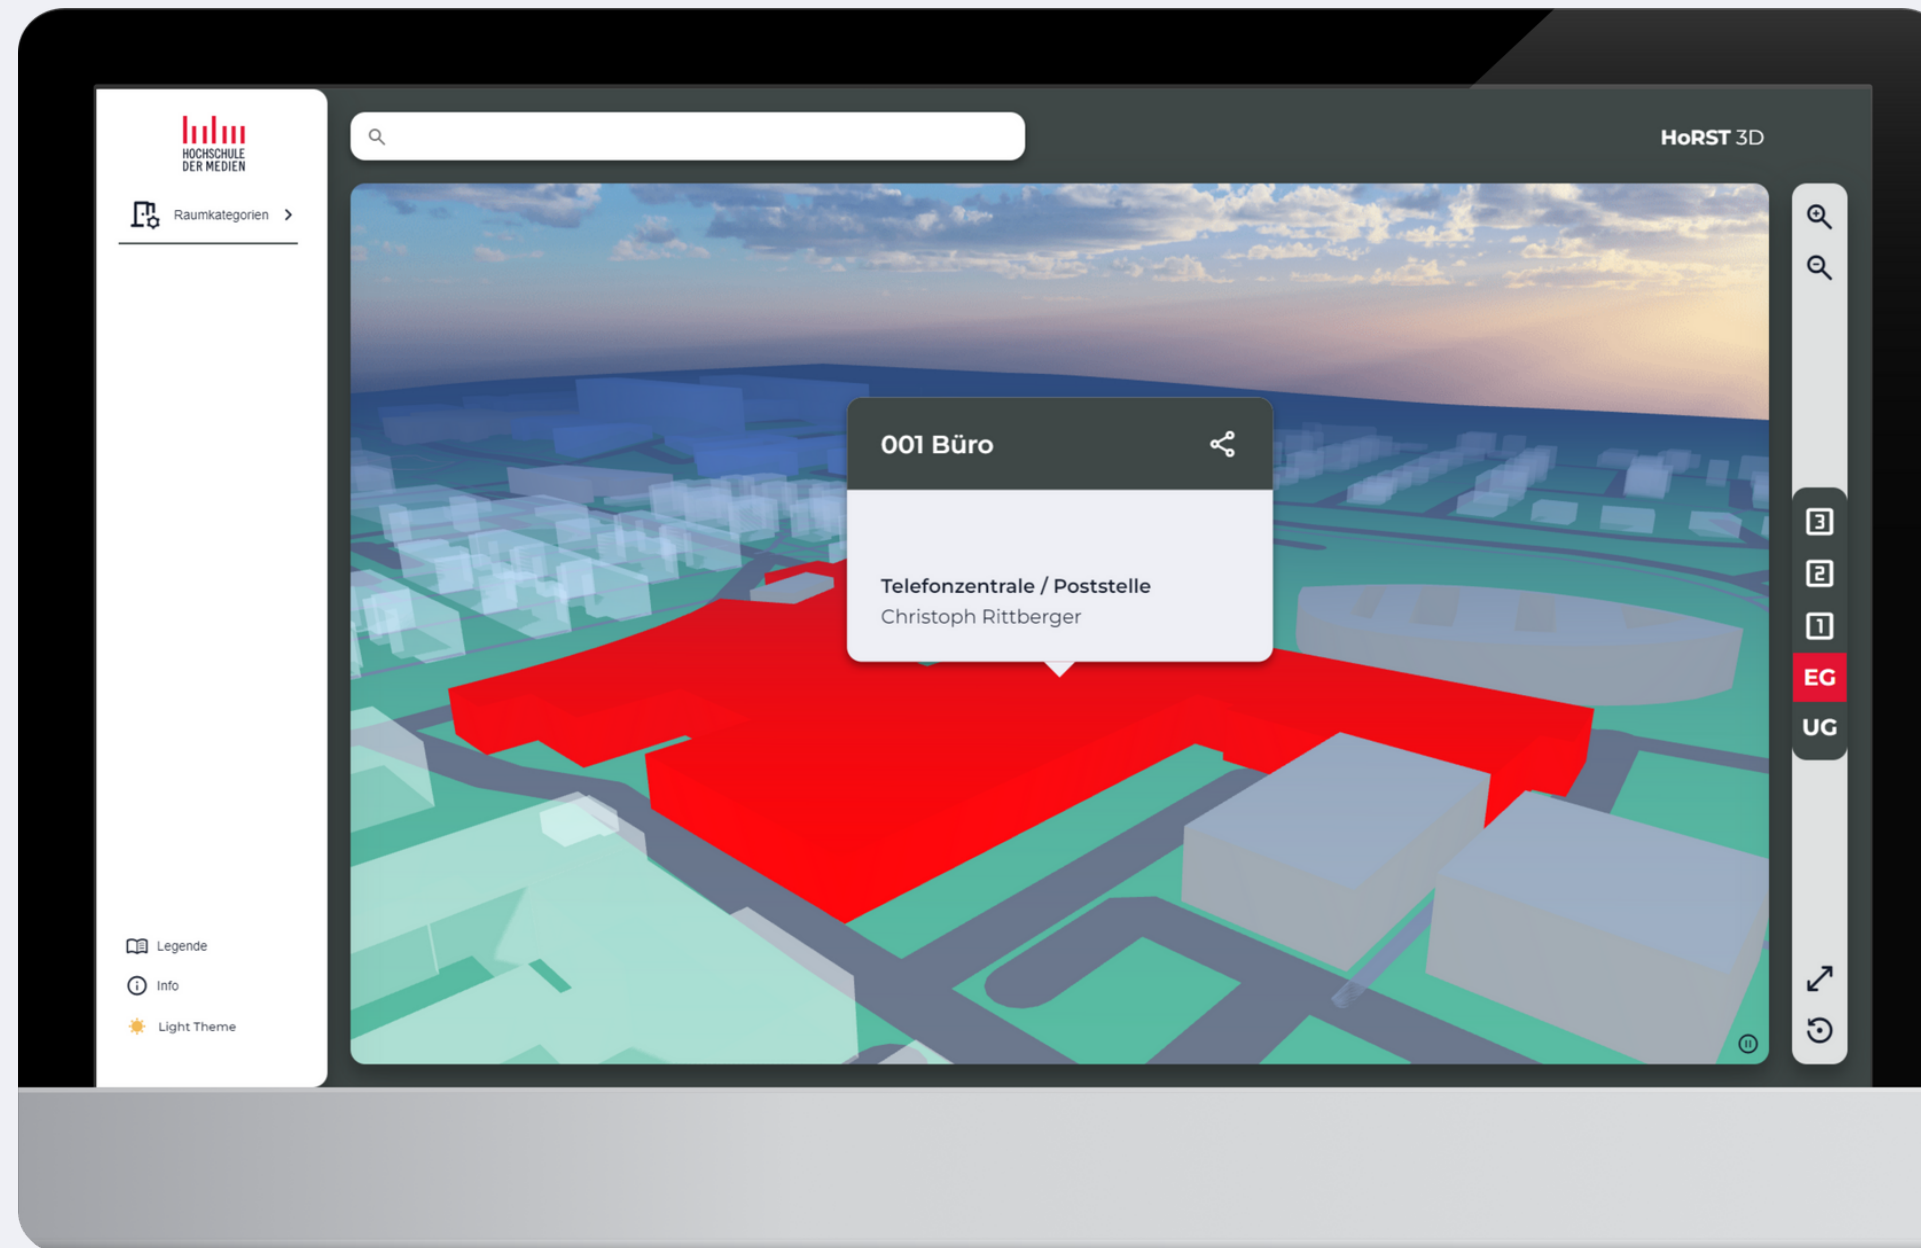 HOCHSCHULE
DER MEDIEN
Raumkategorien
Legende
Info
Light Theme
HoRST 3D
001 Büro
Telefonzentrale / Poststelle
Christoph Rittberger
3
2
1
EG
UG